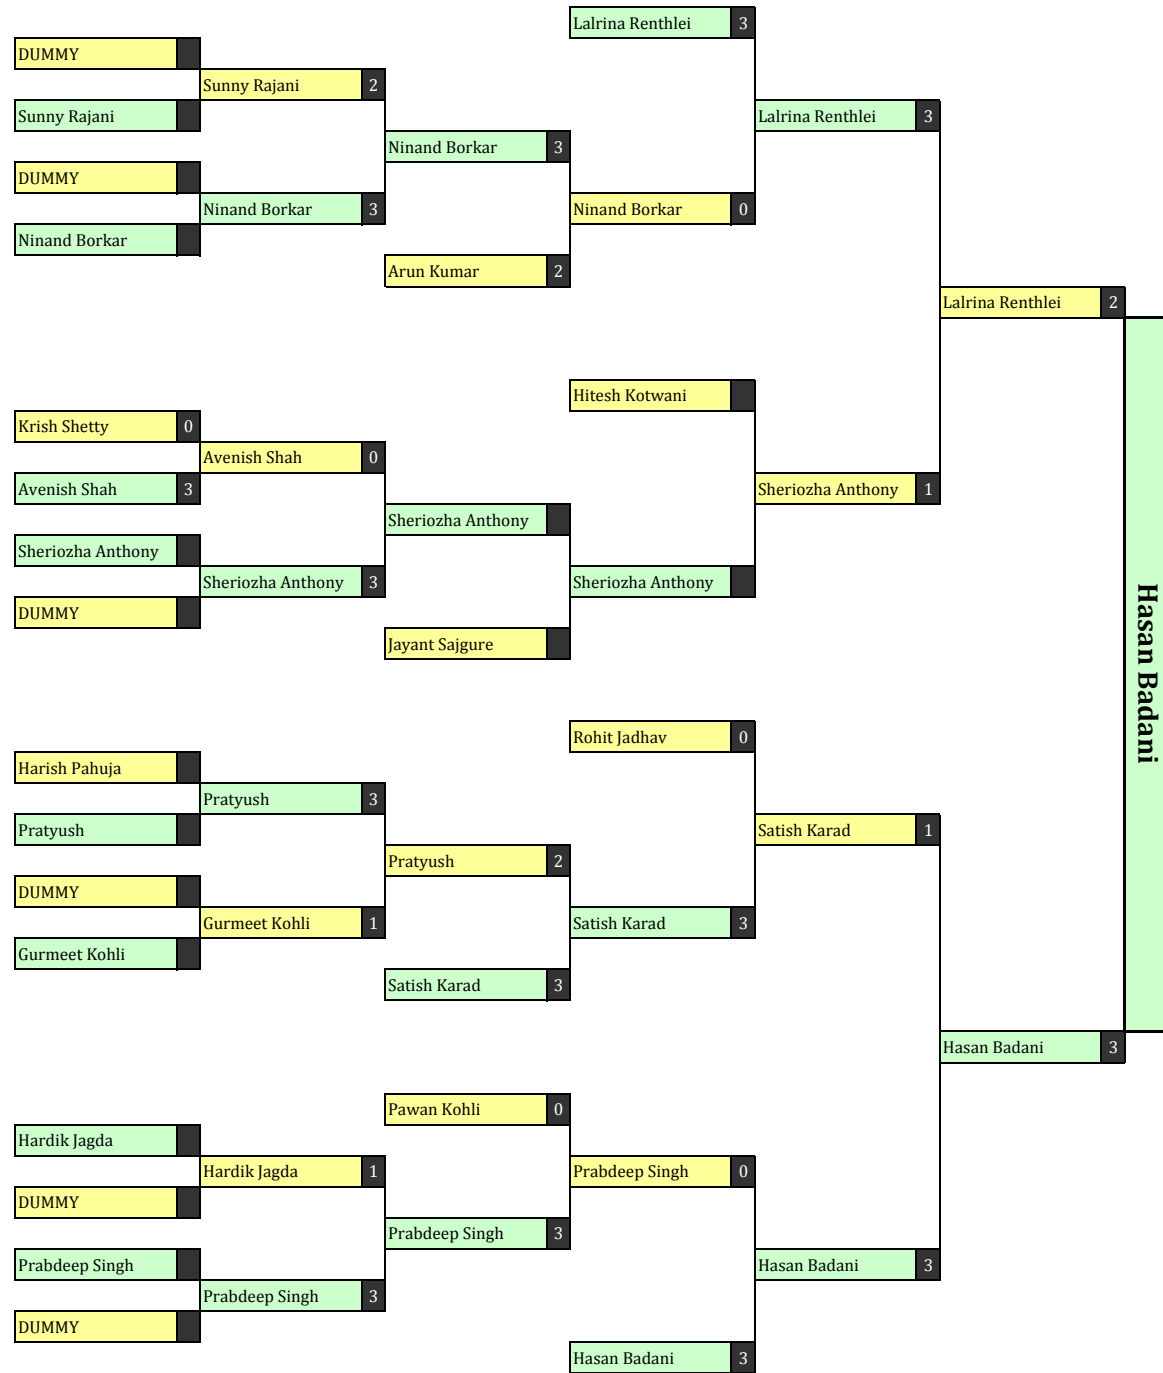 Lalrina Renthlei 3
DUMMY
Sunny Rajani 2
Sunny Rajani
Lalrina Renthlei 3
Ninand Borkar 3
DUMMY
Ninand Borkar 3
Ninand Borkar 0
Ninand Borkar
Arun Kumar 2
Lalrina Renthlei 2
Hitesh Kotwani
Krish Shetty 0
Avenish Shah 0
Avenish Shah 3
Sheriozha Anthony 1
Sheriozha Anthony
Sheriozha Anthony
Sheriozha Anthony 3
Sheriozha Anthony
DUMMY
Jayant Sajgure
Hasan Badani
Rohit Jadhav 0
Harish Pahuja
Pratyush 3
Pratyush
Satish Karad 1
Pratyush 2
DUMMY
Gurmeet Kohli 1
Satish Karad 3
Gurmeet Kohli
Satish Karad 3
Hasan Badani 3
Pawan Kohli 0
Hardik Jagda
Hardik Jagda 1
Prabdeep Singh 0
DUMMY
Prabdeep Singh 3
Prabdeep Singh
Hasan Badani 3
Prabdeep Singh 3
DUMMY
Hasan Badani 3